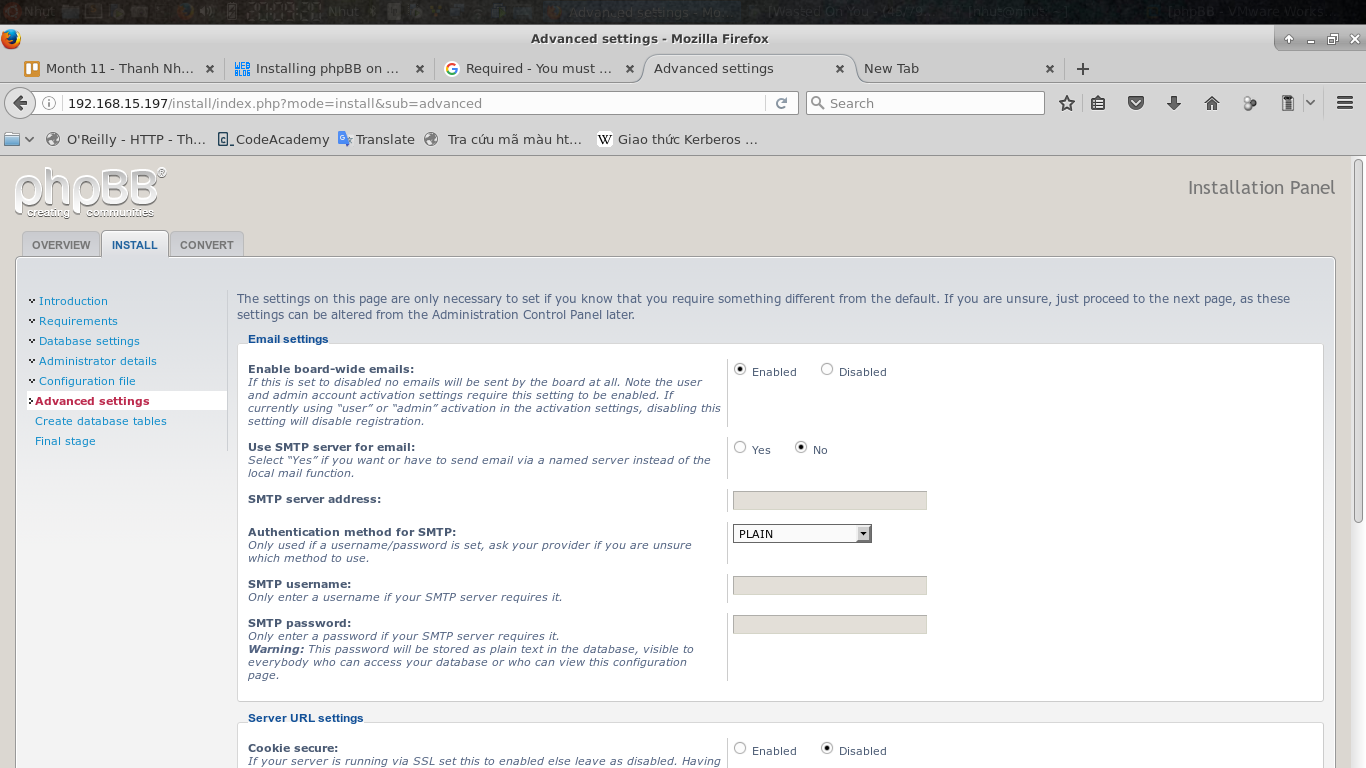 Advanced settings - Mozilla Firefox
Month 11 - Thanh Nh...
Installing phpBB on ...
Required - You must ...
Advanced settings
New Tab
192.168.15.197/install/index.php?mode=install&sub=advanced
Search
O'Reilly - HTTP - Th...
CodeAcademy
Translate
Tra cứu mã màu ht...
W Giao thức Kerberos ...
phpBB®
creating communities
Installation Panel
OVERVIEW
INSTALL
CONVERT
Introduction
Requirements
Database settings
Administrator details
Configuration file
Advanced settings
Create database tables
Final stage
The settings on this page are only necessary to set if you know that you require something different from the default. If you are unsure, just proceed to the next page, as these
settings can be altered from the Administration Control Panel later.
Email settings
Enable board-wide emails:
If this is set to disabled no emails will be sent by the board at all. Note the user
and admin account activation settings require this setting to be enabled. If
currently using “user” or “admin” activation in the activation settings, disabling this
setting will disable registration.
Enabled Disabled
Use SMTP server for email:
Select “Yes” if you want or have to send email via a named server instead of the
local mail function.
Yes No
SMTP server address:
Authentication method for SMTP:
Only used if a username/password is set, ask your provider if you are unsure
which method to use.
PLAIN
SMTP username:
Only enter a username if your SMTP server requires it.
SMTP password:
Only enter a password if your SMTP server requires it.
Warning: This password will be stored as plain text in the database, visible to
everybody who can access your database or who can view this configuration
page.
Server URL settings
Cookie secure:
If your server is running via SSL set this to enabled else leave as disabled. Having
Enabled Disabled